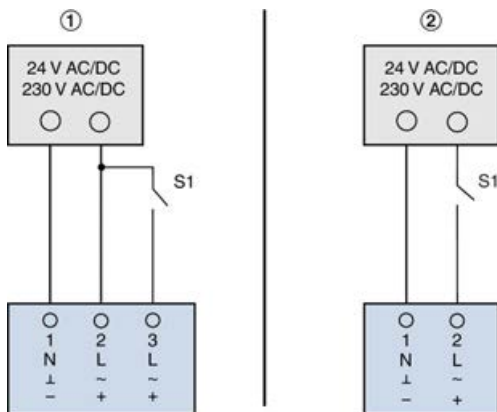 ①
24 V AC/DC
230 V AC/DC
S1
1 2 3
N L L
⊥ ~ ~
− + +
②
24 V AC/DC
230 V AC/DC
S1
1 2
N L
⊥ ~
− +